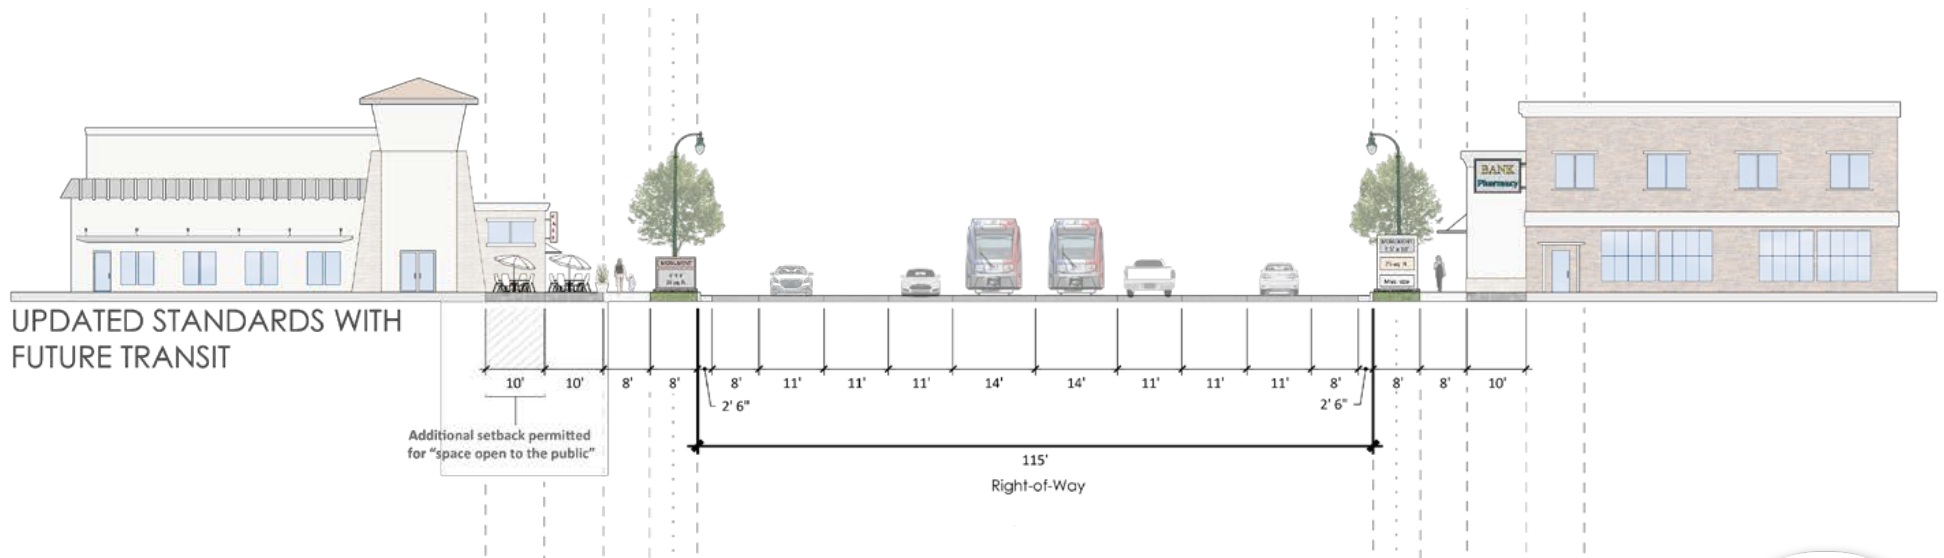 BANK
Pharmacy
MONUMENT
MONUMENT
UPDATED STANDARDS WITH
FUTURE TRANSIT
10' 10' 8' 8' 8' 11' 11' 11' 14' 14' 11' 11' 11' 8' 8' 8' 10'
2' 6" 2' 6"
Additional setback permitted
for “space open to the public”
115'
Right-of-Way